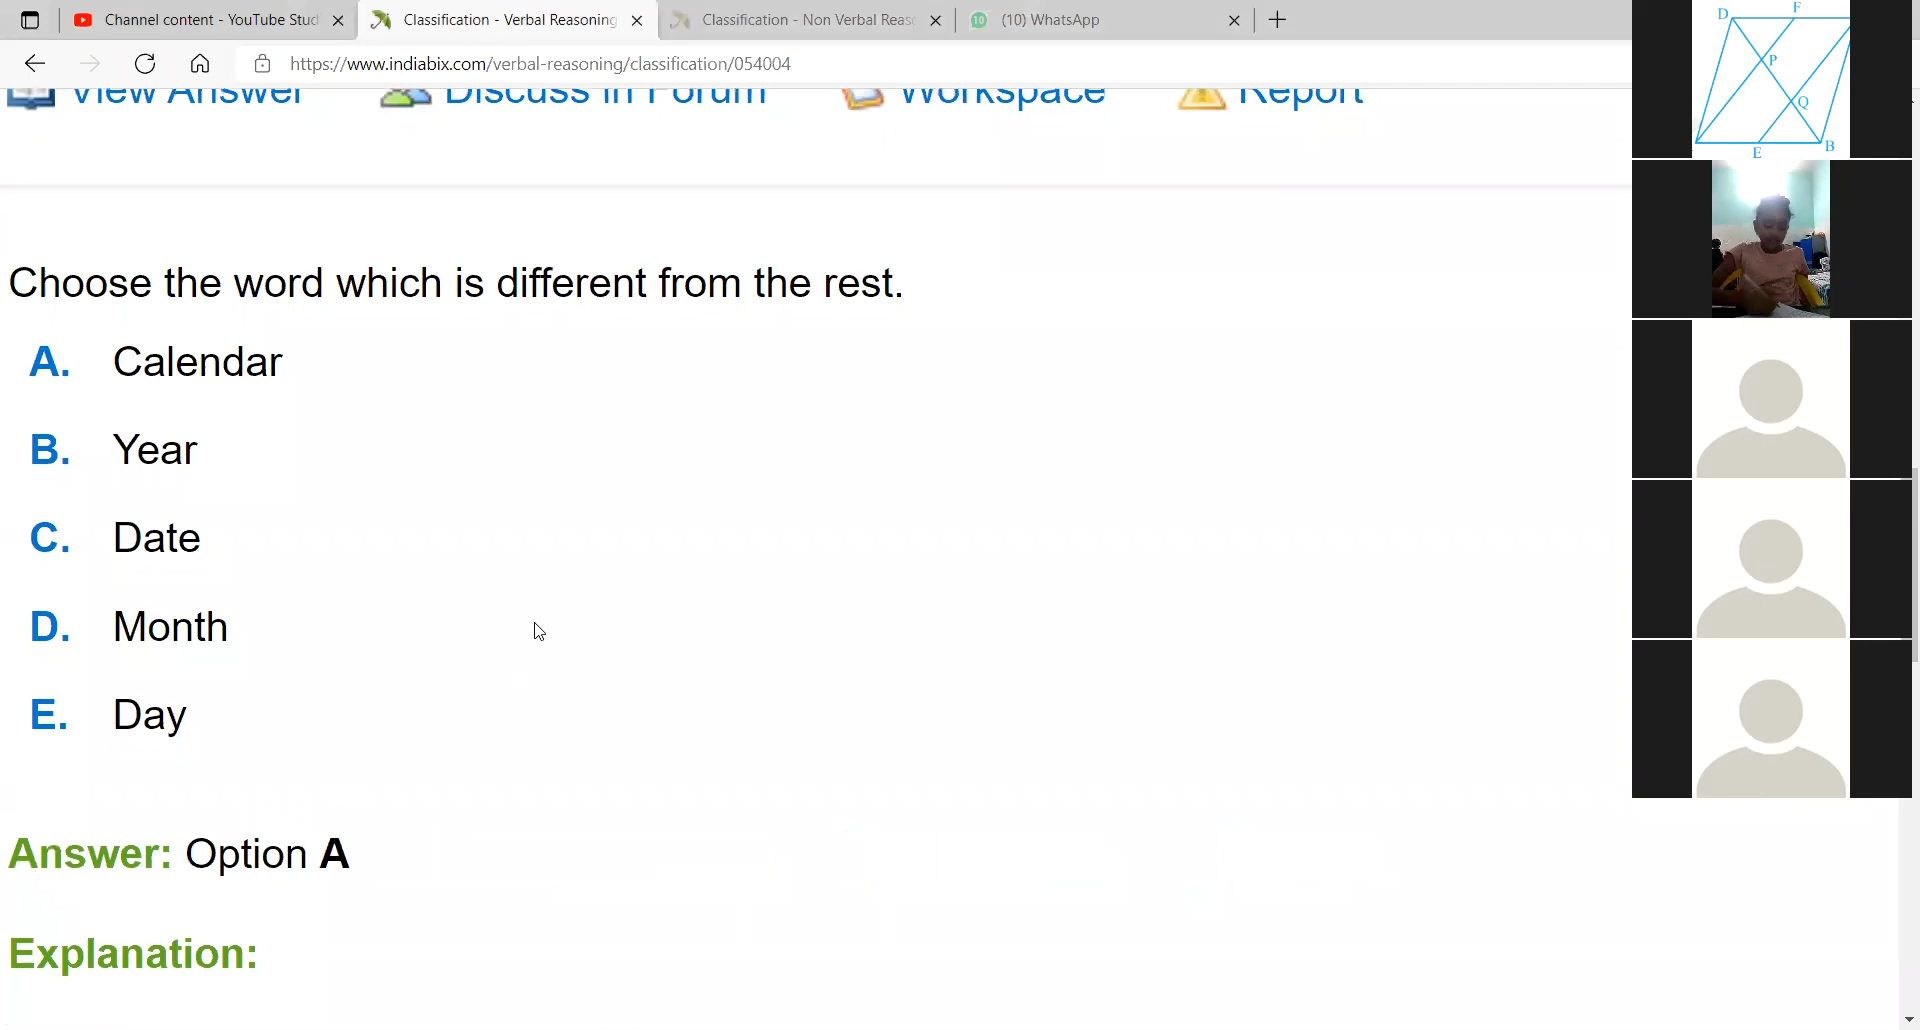 Channel content - YouTube Stud
Classification - Verbal Reasoning
Classification - Non Verbal Reas
10 (10) WhatsApp
https://www.indiabix.com/verbal-reasoning/classification/054004
View Answer Discuss in Forum Workspace Report
Choose the word which is different from the rest.
A. Calendar
B. Year
C. Date
D. Month
E. Day
Answer: Option A
Explanation:
D F
P
Q
B
E